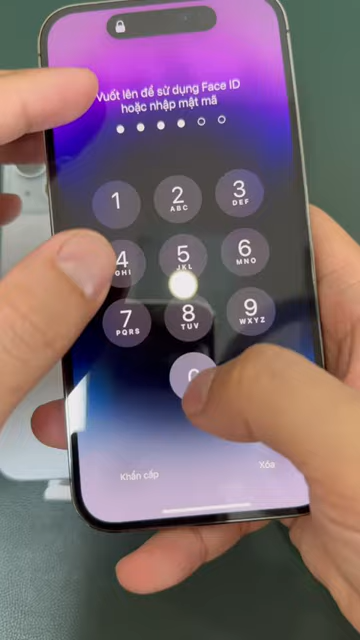 Vuốt lên để sử dụng Face ID
hoặc nhập mật mã
1
2
ABC
3
DEF
4
GHI
5
JKL
6
MNO
7
PQRS
8
TUV
9
WXYZ
Khẩn cấp
Xóa